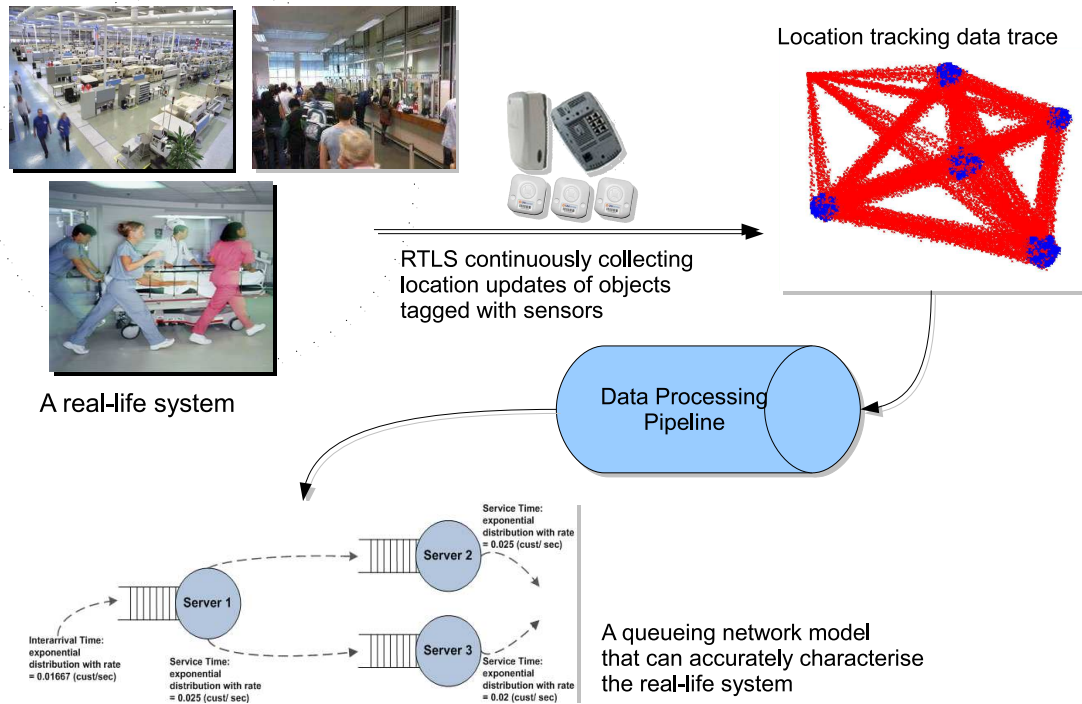 Location tracking data trace
RTLS continuously collecting
location updates of objects
tagged with sensors
A real-life system
Data Processing
Pipeline
Service Time:
exponential
distribution with rate
= 0.025 (cust/ sec)
Server 2
Server 1
Interarrival Time:
exponential
distribution with rate
= 0.01667 (cust/sec)
Service Time:
exponential
distribution with rate
= 0.025 (cust/ sec)
Server 3
Service Time:
exponential
distribution with rate
= 0.02 (cust/ sec)
A queueing network model
that can accurately characterise
the real-life system